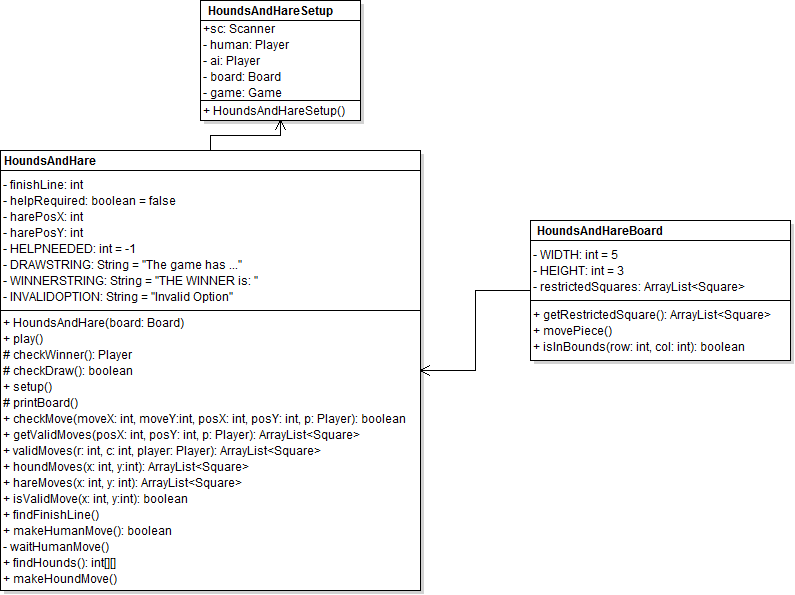 HoundsAndHareSetup
+sc: Scanner
- human: Player
- ai: Player
- board: Board
- game: Game
+ HoundsAndHareSetup()
HoundsAndHare
- finishLine: int
- helpRequired: boolean = false
- harePosX: int
- harePosY: int
- HELPNEEDED: int = -1
- DRAWSTRING: String = "The game has ..."
- WINNERSTRING: String = "THE WINNER is: "
- INVALIDOPTION: String = "Invalid Option"
+ HoundsAndHare(board: Board)
+ play()
# checkWinner(): Player
# checkDraw(): boolean
+ setup()
# printBoard()
+ checkMove(moveX: int, moveY:int, posX: int, posY: int, p: Player): boolean
+ getValidMoves(posX: int, posY: int, p: Player): ArrayList<Square>
+ validMoves(r: int, c: int, player: Player): ArrayList<Square>
+ houndMoves(x: int, y:int): ArrayList<Square>
+ hareMoves(x: int, y: int): ArrayList<Square>
+ isValidMove(x: int, y:int): boolean
+ findFinishLine()
+ makeHumanMove(): boolean
- waitHumanMove()
+ findHounds(): int[][]
+ makeHoundMove()
HoundsAndHareBoard
- WIDTH: int = 5
- HEIGHT: int = 3
- restrictedSquares: ArrayList<Square>
+ getRestrictedSquare(): ArrayList<Square>
+ movePiece()
+ isInBounds(row: int, col: int): boolean